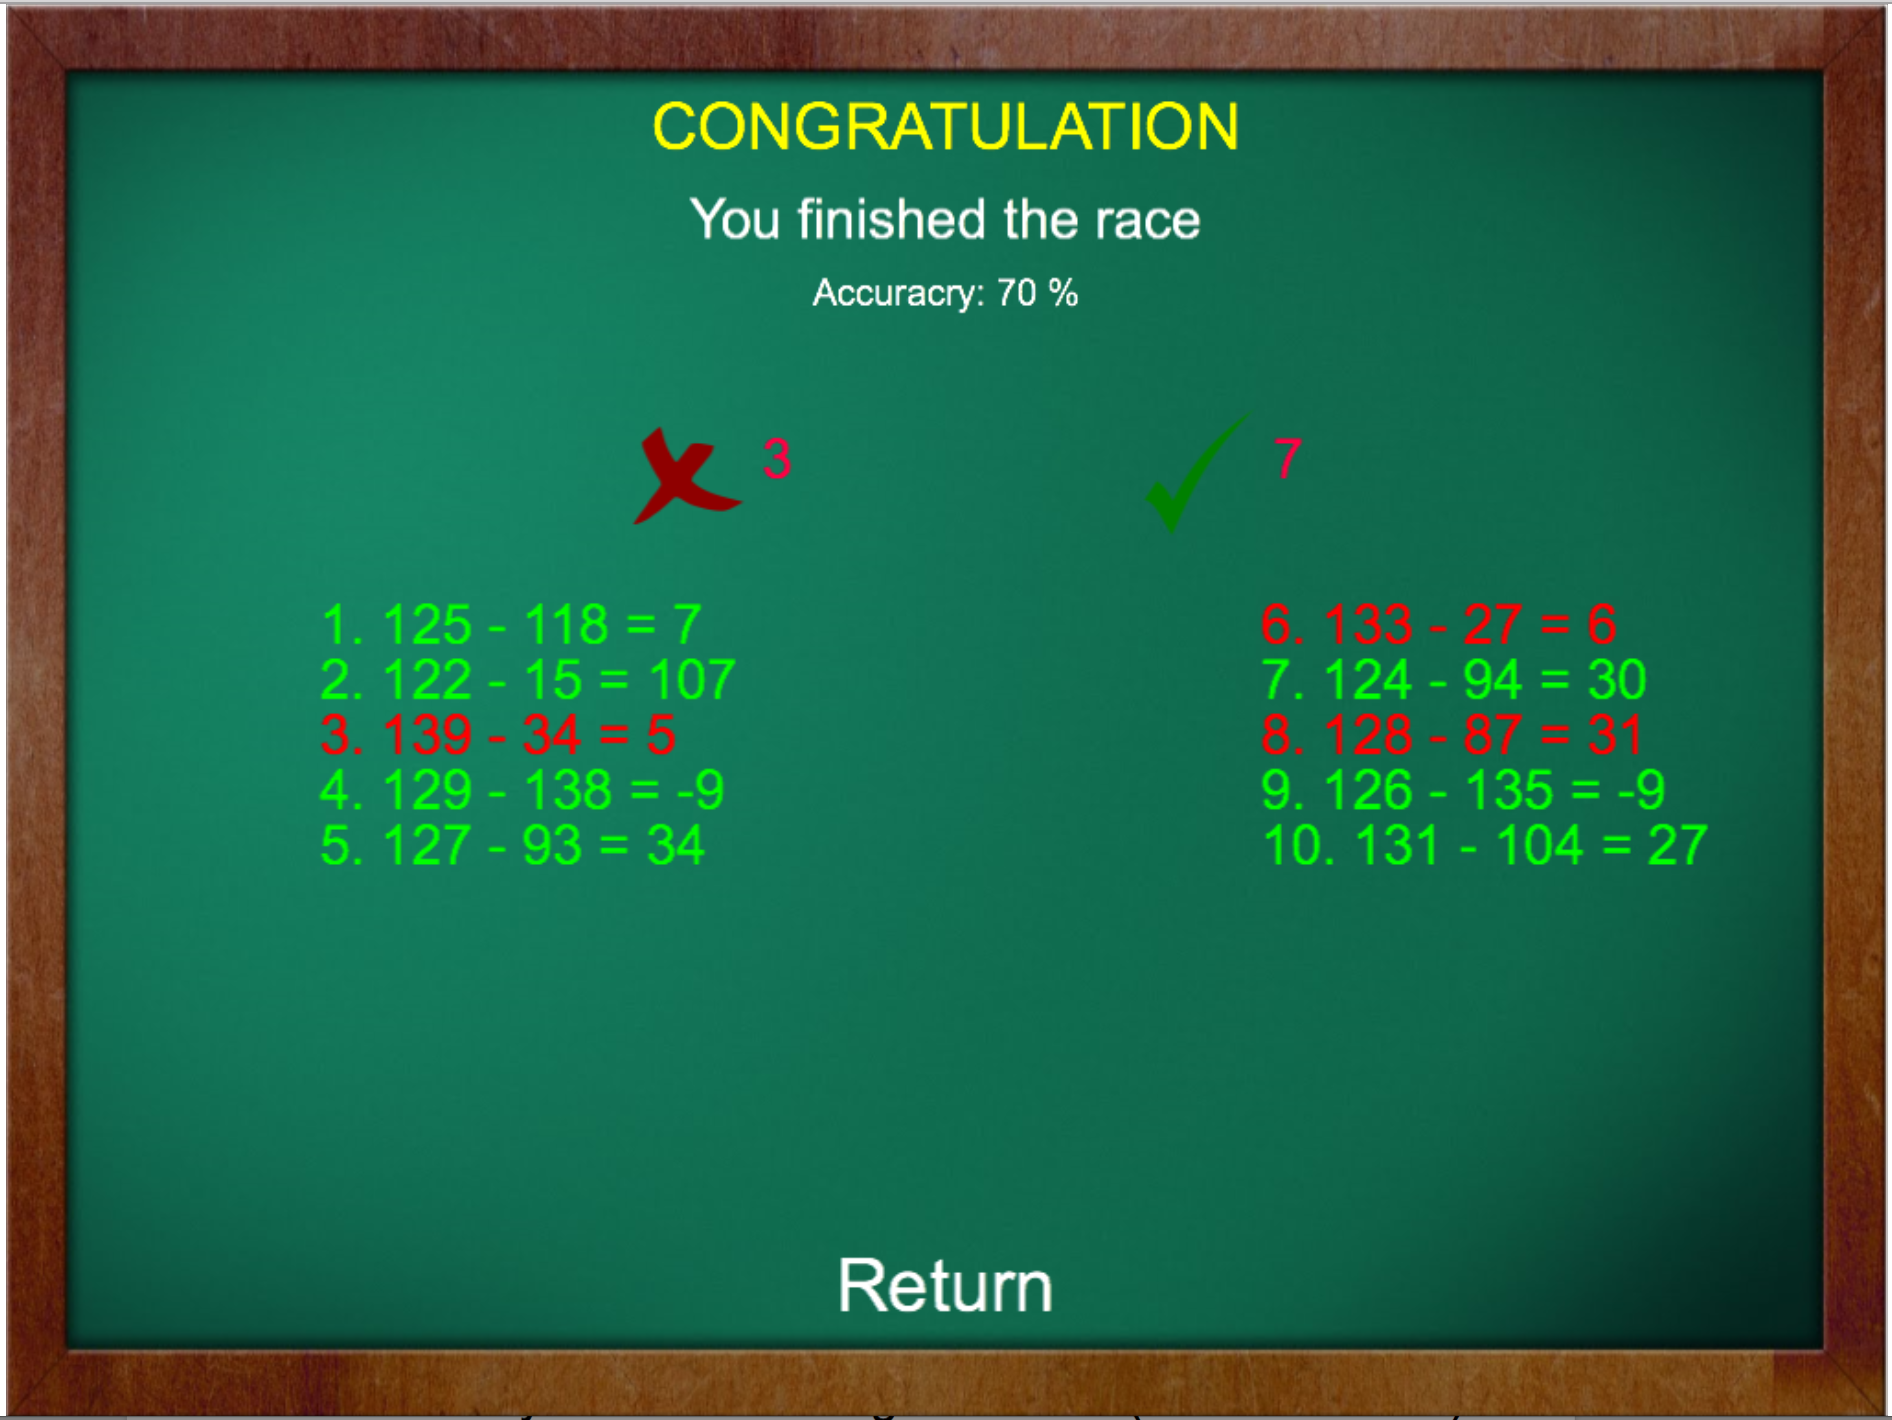 CONGRATULATION
You finished the race
Accuracry: 70 %
3
7
1. 125 - 118 = 7
2. 122 - 15 = 107
3. 139 - 34 = 5
4. 129 - 138 = -9
5. 127 - 93 = 34
6. 133 - 27 = 6
7. 124 - 94 = 30
8. 128 - 87 = 31
9. 126 - 135 = -9
10. 131 - 104 = 27
Return